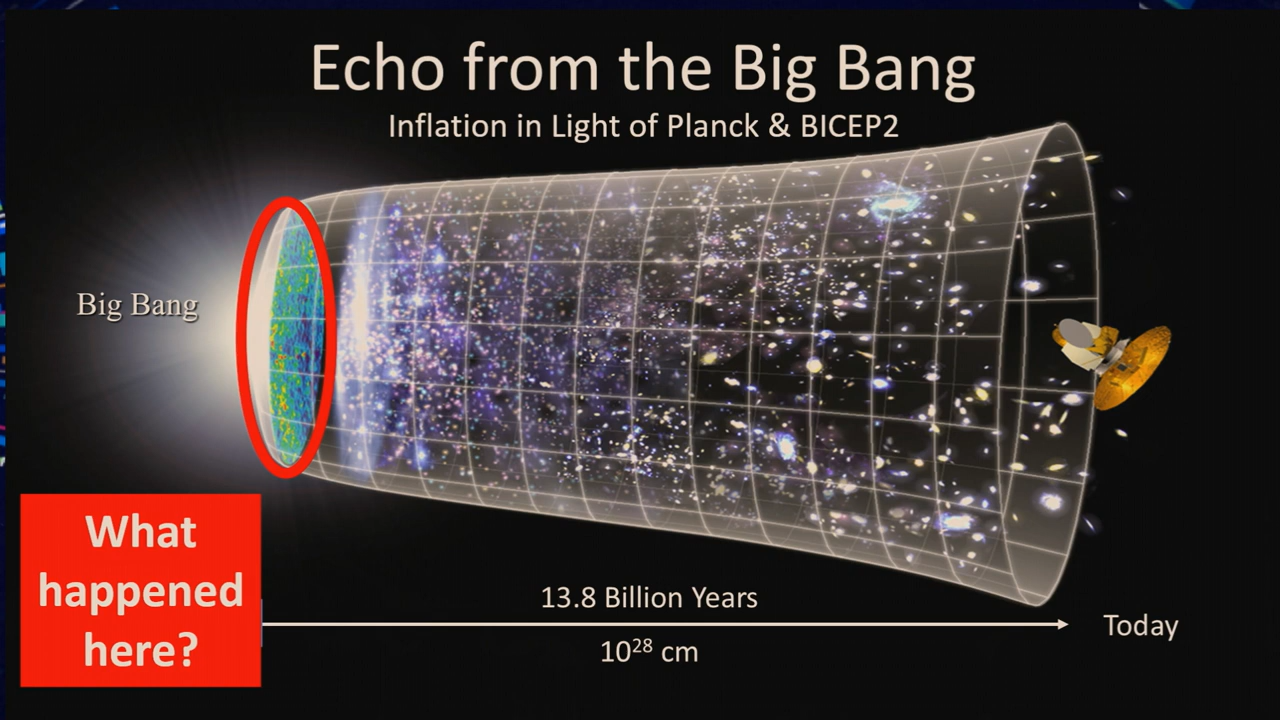 Echo from the Big Bang
Inflation in Light of Planck & BICEP2
Big Bang
What
happened
here?
13.8 Billion Years
10²⁸ cm
Today